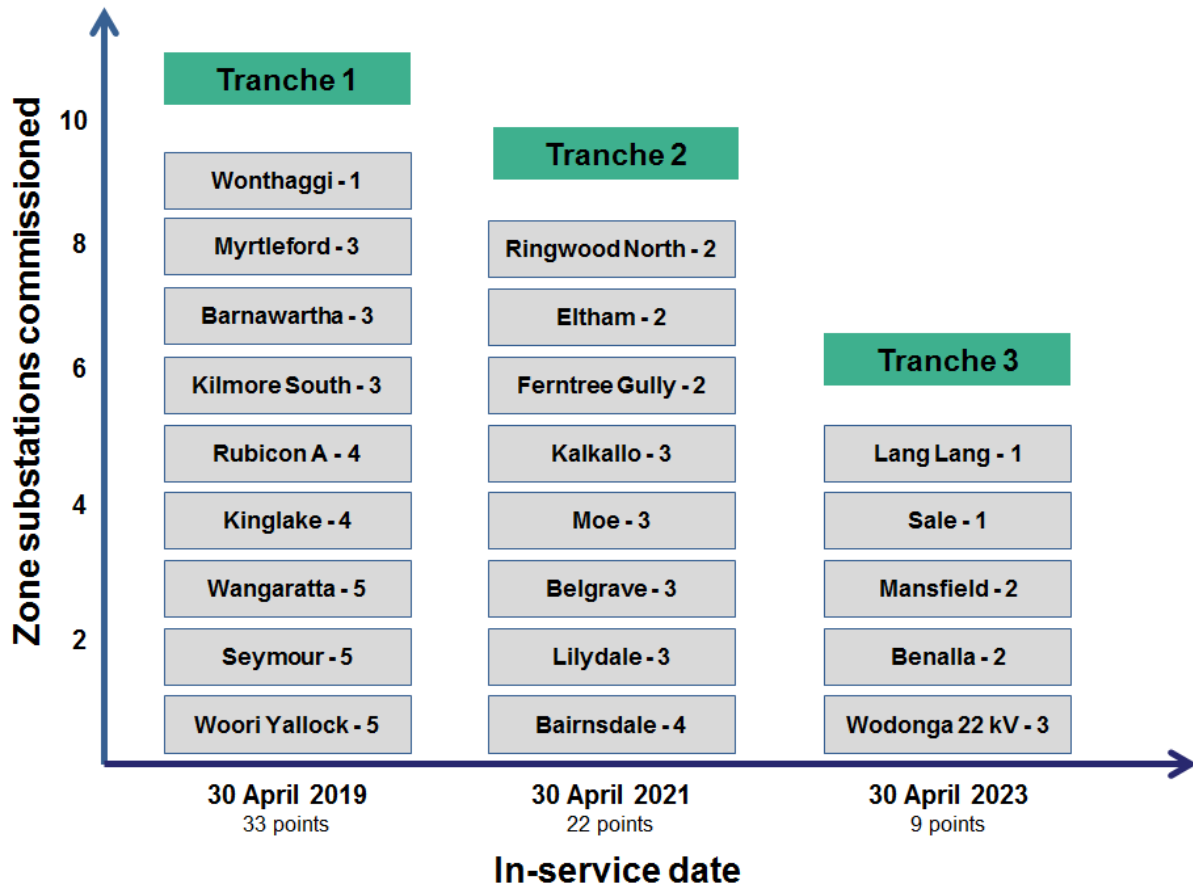 Zone substations commissioned
10
8
6
4
2
Tranche 1
Wonthaggi - 1
Myrtleford - 3
Barnawartha - 3
Kilmore South - 3
Rubicon A - 4
Kinglake - 4
Wangaratta - 5
Seymour - 5
Woori Yallock - 5
Tranche 2
Ringwood North - 2
Eltham - 2
Ferntree Gully - 2
Kalkallo - 3
Moe - 3
Belgrave - 3
Lilydale - 3
Bairnsdale - 4
Tranche 3
Lang Lang - 1
Sale - 1
Mansfield - 2
Benalla - 2
Wodonga 22 kV - 3
30 April 2019
33 points
30 April 2021
22 points
30 April 2023
9 points
In-service date